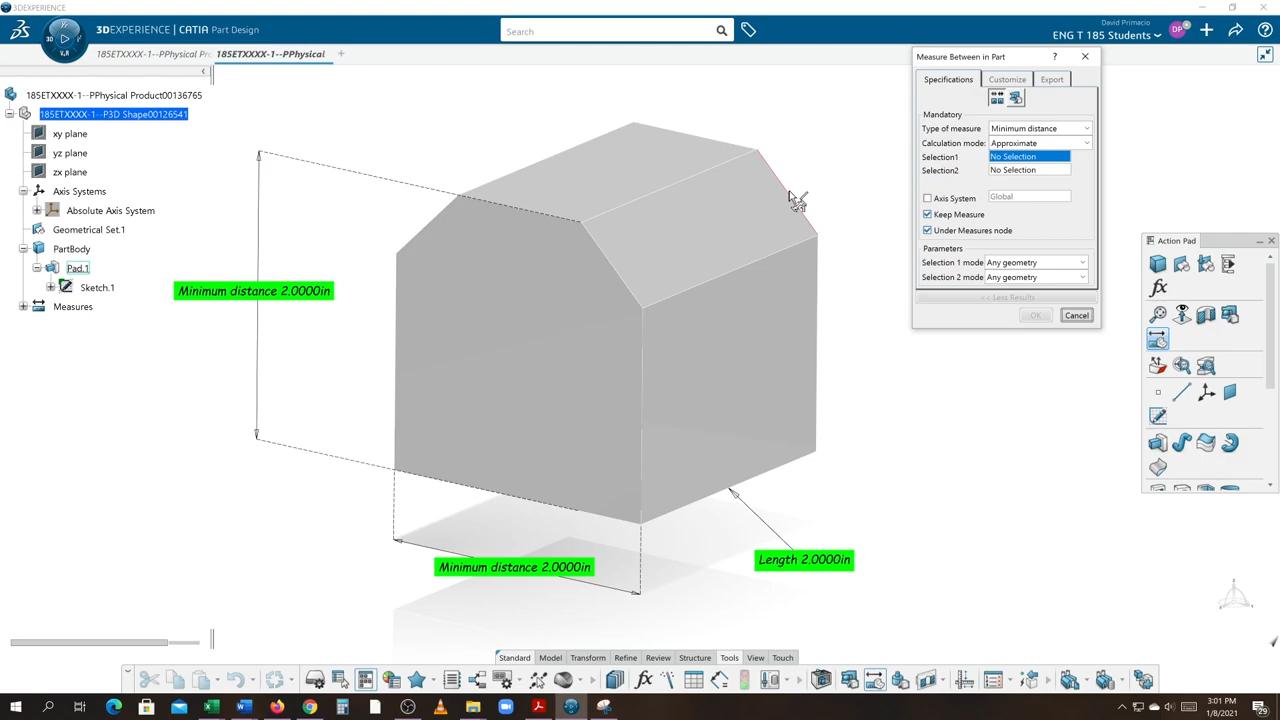 3DEXPERIENCE | CATIA Part Design
Search
David Primacio
ENG T 185 Students
DP
3D
V.R
185ETXXXX-1--PPhysical Pr
185ETXXXX-1--PPhysical
185ETXXXX-1--PPhysical Product00136765
185ETXXXX-1--P3D Shape00126541
xy plane
yz plane
zx plane
Axis Systems
Absolute Axis System
Geometrical Set.1
PartBody
Pad.1
Sketch.1
Measures
Minimum distance 2.0000in
Minimum distance 2.0000in
Length 2.0000in
Measure Between in Part
?
Specifications
Customize
Export
Mandatory
Type of measure: Minimum distance
Calculation mode: Approximate
Selection1 No Selection
Selection2 No Selection
Axis System Global
Keep Measure
Under Measures node
Parameters
Selection 1 mode Any geometry
Selection 2 mode Any geometry
<< Less Results
OK
Cancel
Action Pad
fx
Standard
Model
Transform
Refine
Review
Structure
Tools
View
Touch
fx
3:01 PM
1/8/2021
29